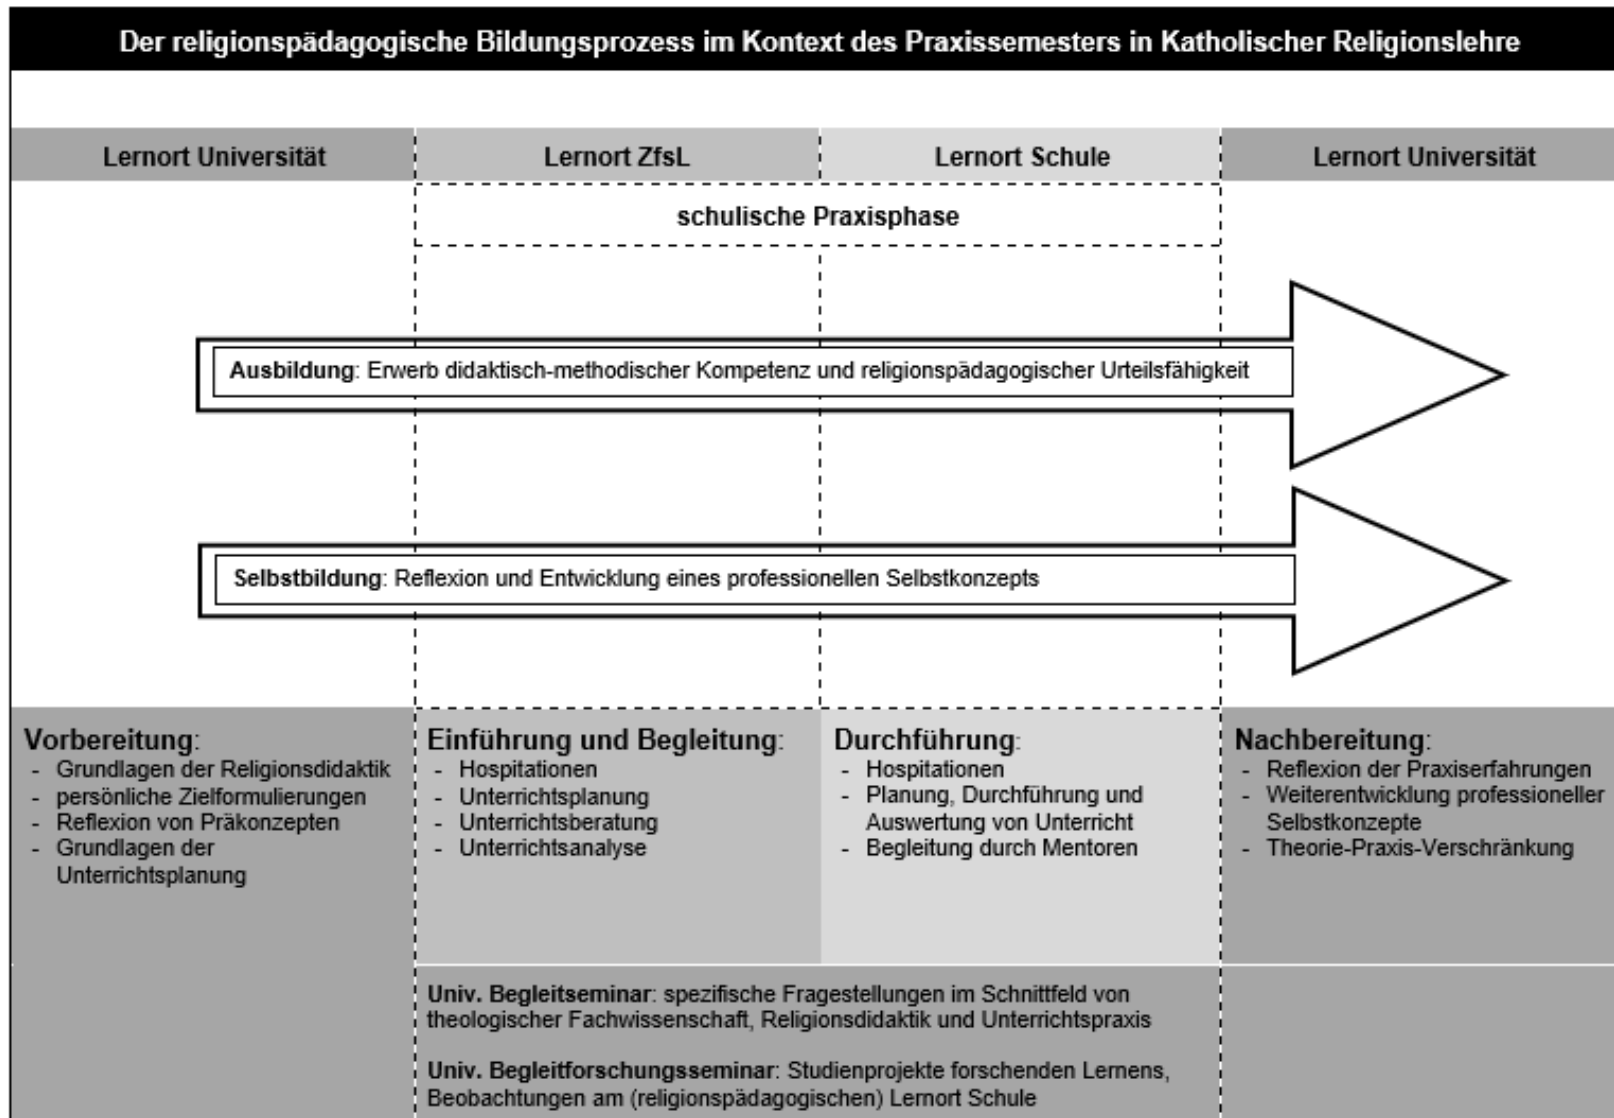 Der religionspädagogische Bildungsprozess im Kontext des Praxissemesters in Katholischer Religionslehre
Lernort Universität
Lernort ZfsL
Lernort Schule
Lernort Universität
schulische Praxisphase
Ausbildung: Erwerb didaktisch-methodischer Kompetenz und religionspädagogischer Urteilsfähigkeit
Selbstbildung: Reflexion und Entwicklung eines professionellen Selbstkonzepts
Vorbereitung:
- Grundlagen der Religionsdidaktik
- persönliche Zielformulierungen
- Reflexion von Präkonzepten
- Grundlagen der
Unterrichtsplanung
Einführung und Begleitung:
- Hospitationen
- Unterrichtsplanung
- Unterrichtsberatung
- Unterrichtsanalyse
Durchführung:
- Hospitationen
- Planung, Durchführung und
Auswertung von Unterricht
- Begleitung durch Mentoren
Nachbereitung:
- Reflexion der Praxiserfahrungen
- Weiterentwicklung professioneller
Selbstkonzepte
- Theorie-Praxis-Verschränkung
Univ. Begleitseminar: spezifische Fragestellungen im Schnittfeld von
theologischer Fachwissenschaft, Religionsdidaktik und Unterrichtspraxis
Univ. Begleitforschungsseminar: Studienprojekte forschenden Lernens,
Beobachtungen am (religionspädagogischen) Lernort Schule